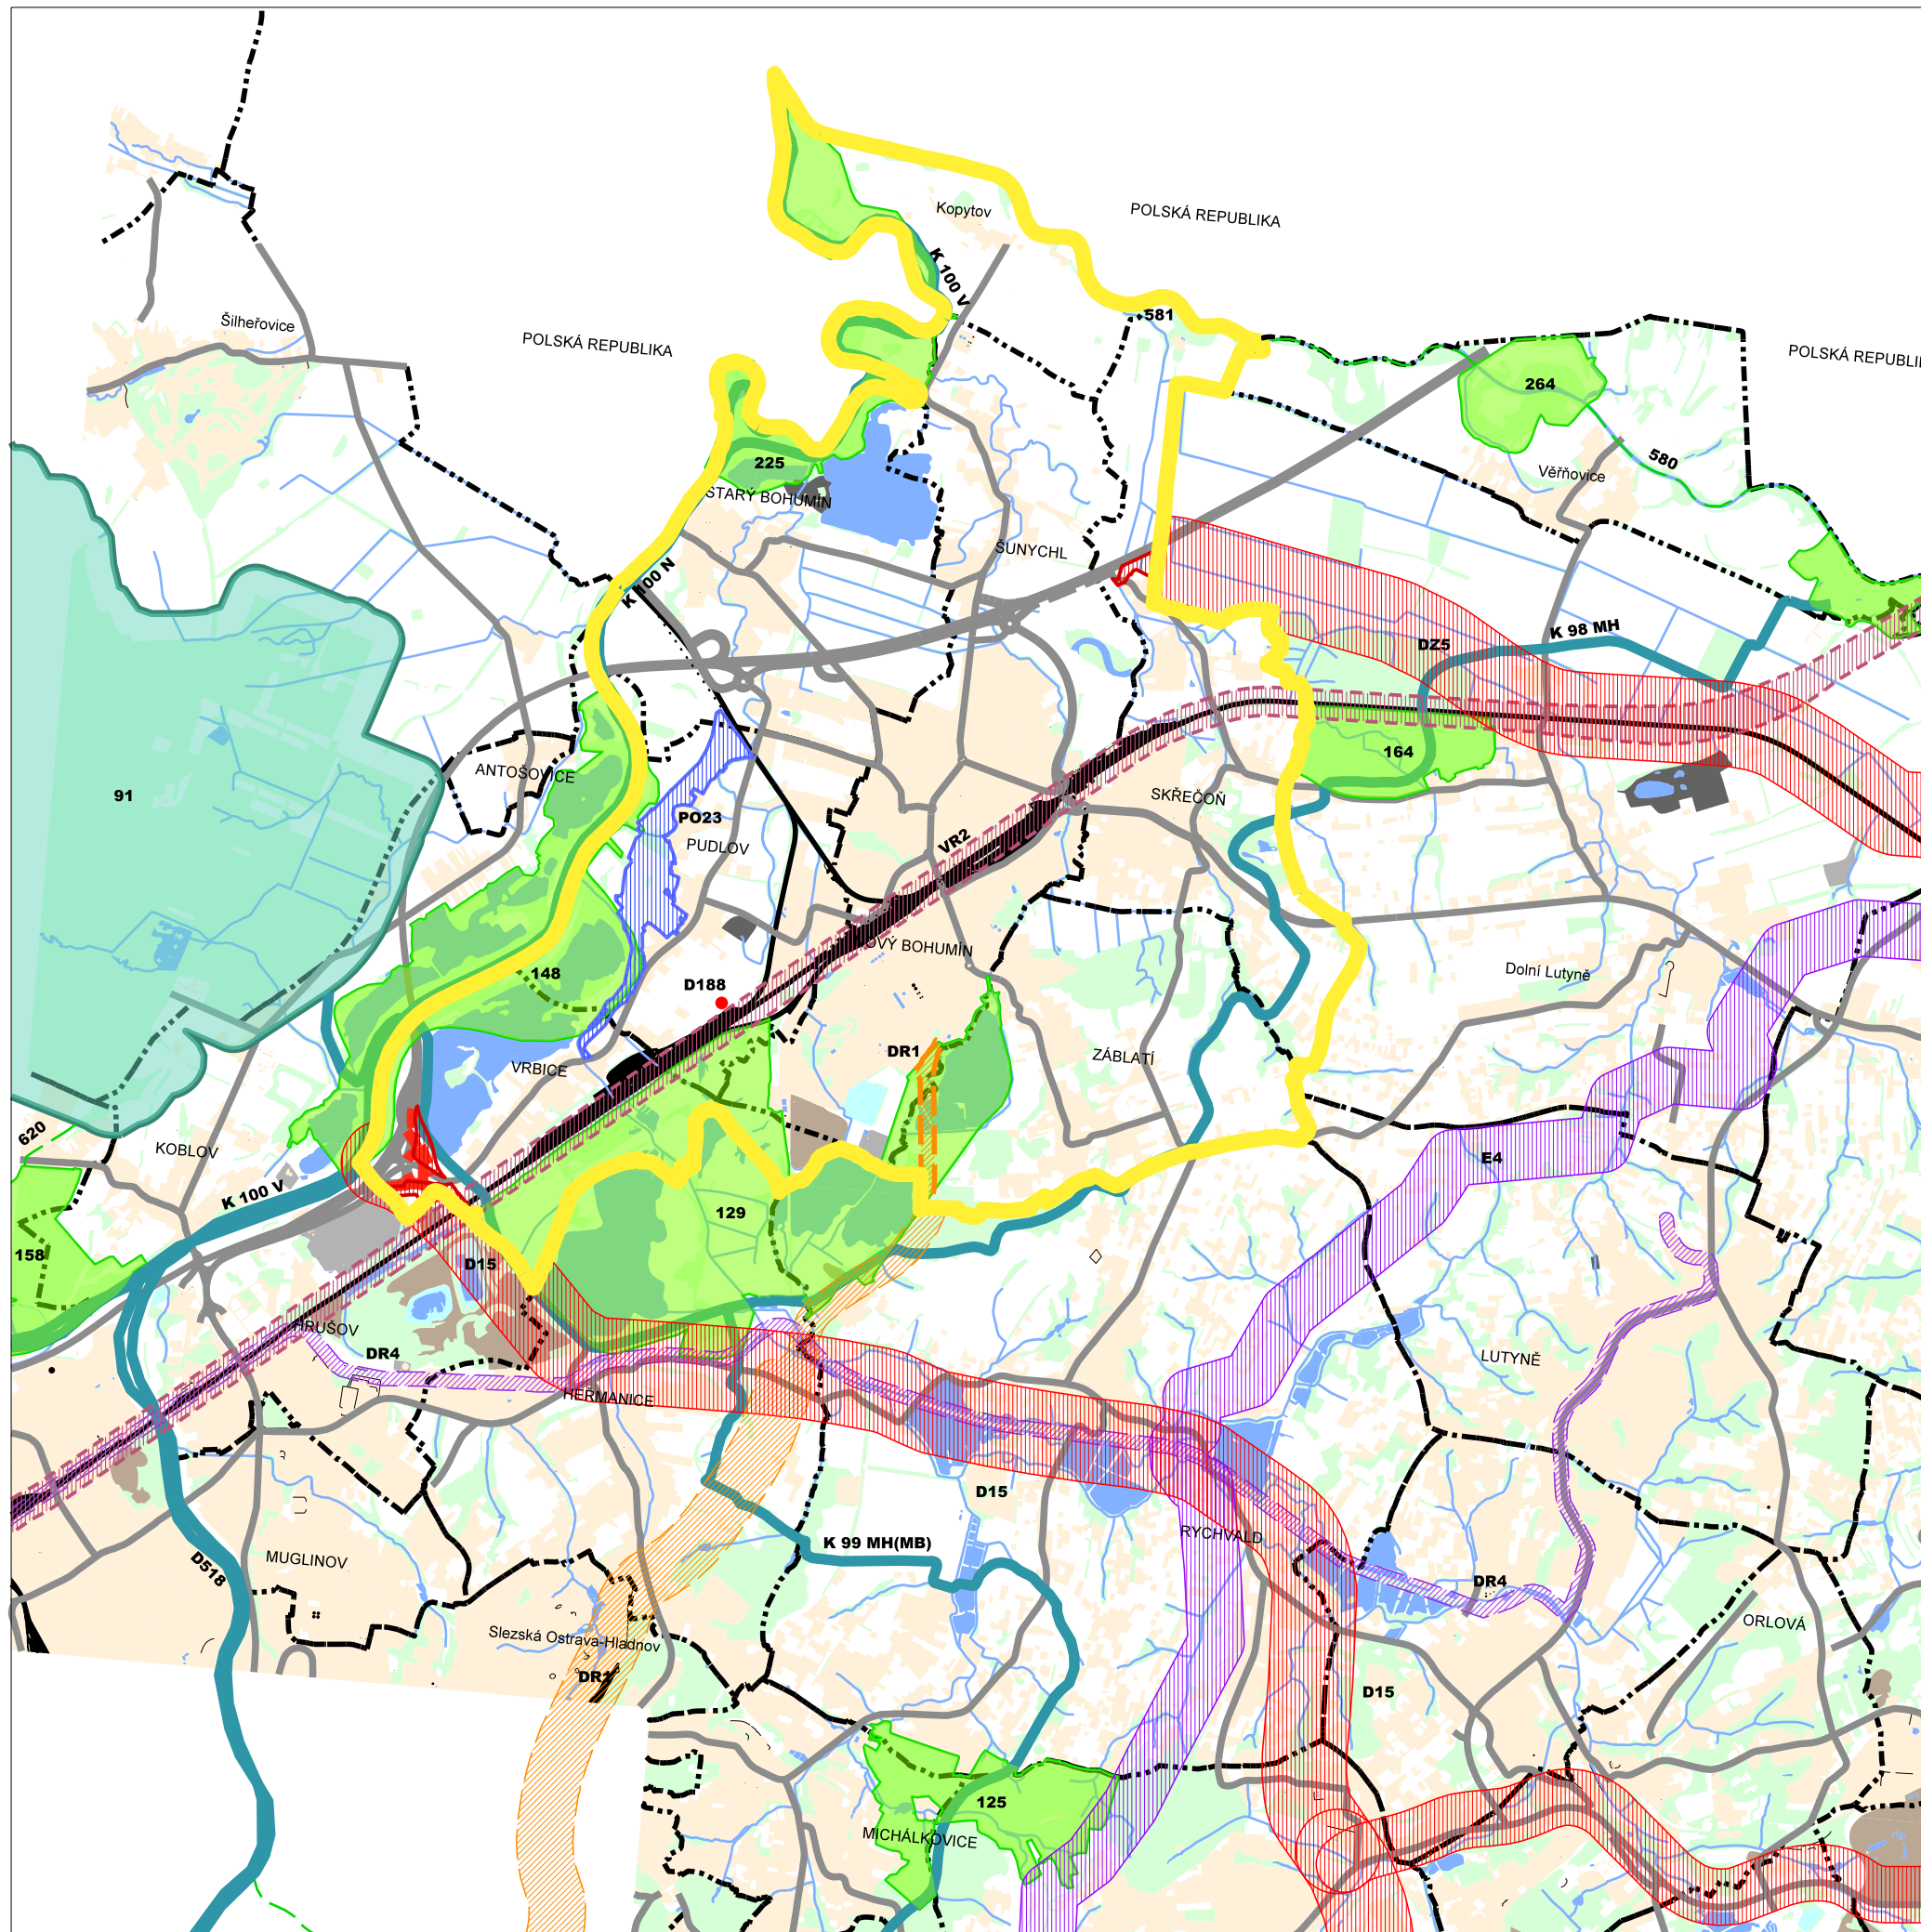 Kopytov
POLSKÁ REPUBLIKA
K 100 V
581
Šilheřovice
POLSKÁ REPUBLIKA
POLSKÁ REPUBLI
264
580
Věřňovice
225
STARÝ BOHUMÍN
ŠUNYCHL
K 100 N
K 98 MH
DZ5
164
ANTOŠOVICE
91
SKŘEČOŇ
PO23
PUDLOV
VR2
NOVÝ BOHUMÍN
148
D188
Dolní Lutyně
DR1
ZÁBLATÍ
VRBICE
620
KOBLOV
E4
K 100 V
129
158
D15
HRUŠOV
DR4
LUTYNĚ
HEŘMANICE
D15
RYCHVALD
K 99 MH(MB)
MUGLINOV
D518
DR4
ORLOVÁ
Slezská Ostrava-Hladnov
DR1
D15
125
MICHÁLKOVICE